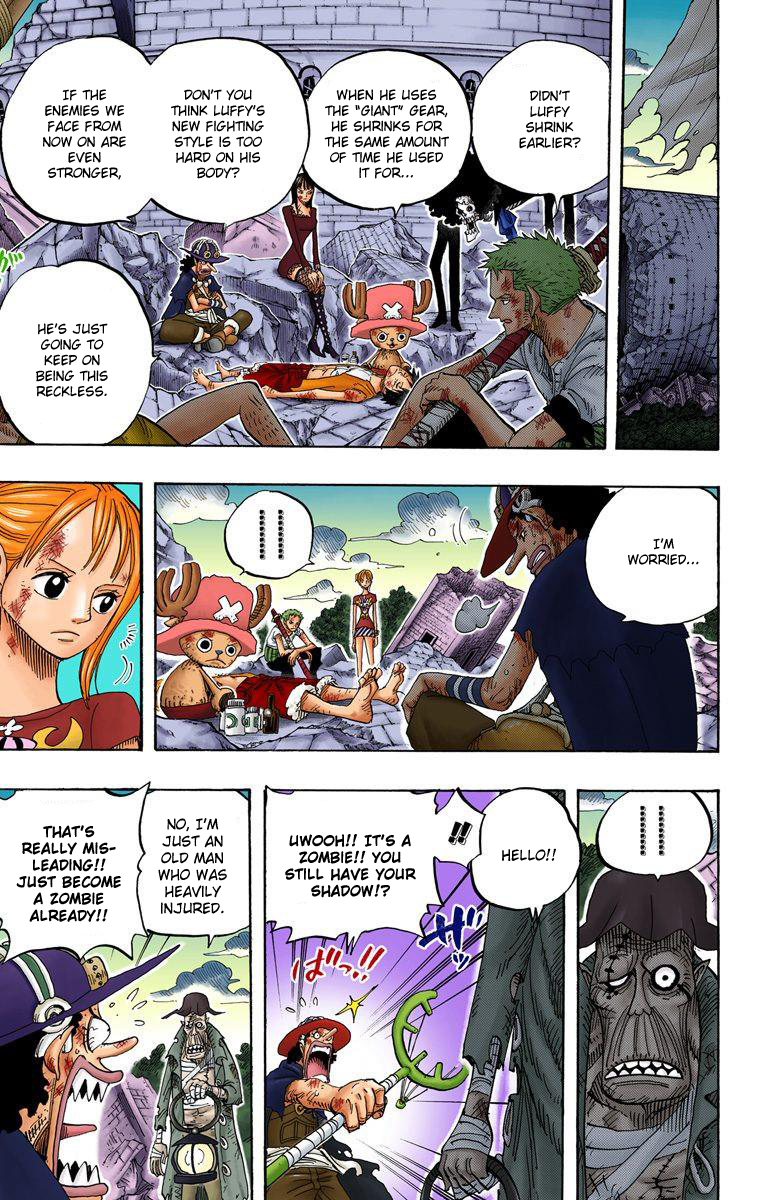 DIDN'T
LUFFY
SHRINK
EARLIER?
WHEN HE USES
THE "GIANT" GEAR,
HE SHRINKS FOR
THE SAME AMOUNT
OF TIME HE USED
IT FOR...
DON'T YOU
THINK LUFFY'S
NEW FIGHTING
STYLE IS TOO
HARD ON HIS
BODY?
IF THE
ENEMIES WE
FACE FROM
NOW ON ARE
EVEN
STRONGER,
HE'S JUST
GOING TO
KEEP ON
BEING THIS
RECKLESS.
I'M
WORRIED...
HELLO!!
!!
UWOOH!! IT'S A
ZOMBIE!! YOU
STILL HAVE YOUR
SHADOW!?
ザッ
ばっ!!
NO, I'M
JUST AN
OLD MAN
WHO WAS
HEAVILY
INJURED.
THAT'S
REALLY MIS-
LEADING!!
JUST BECOME
A ZOMBIE
ALREADY!!